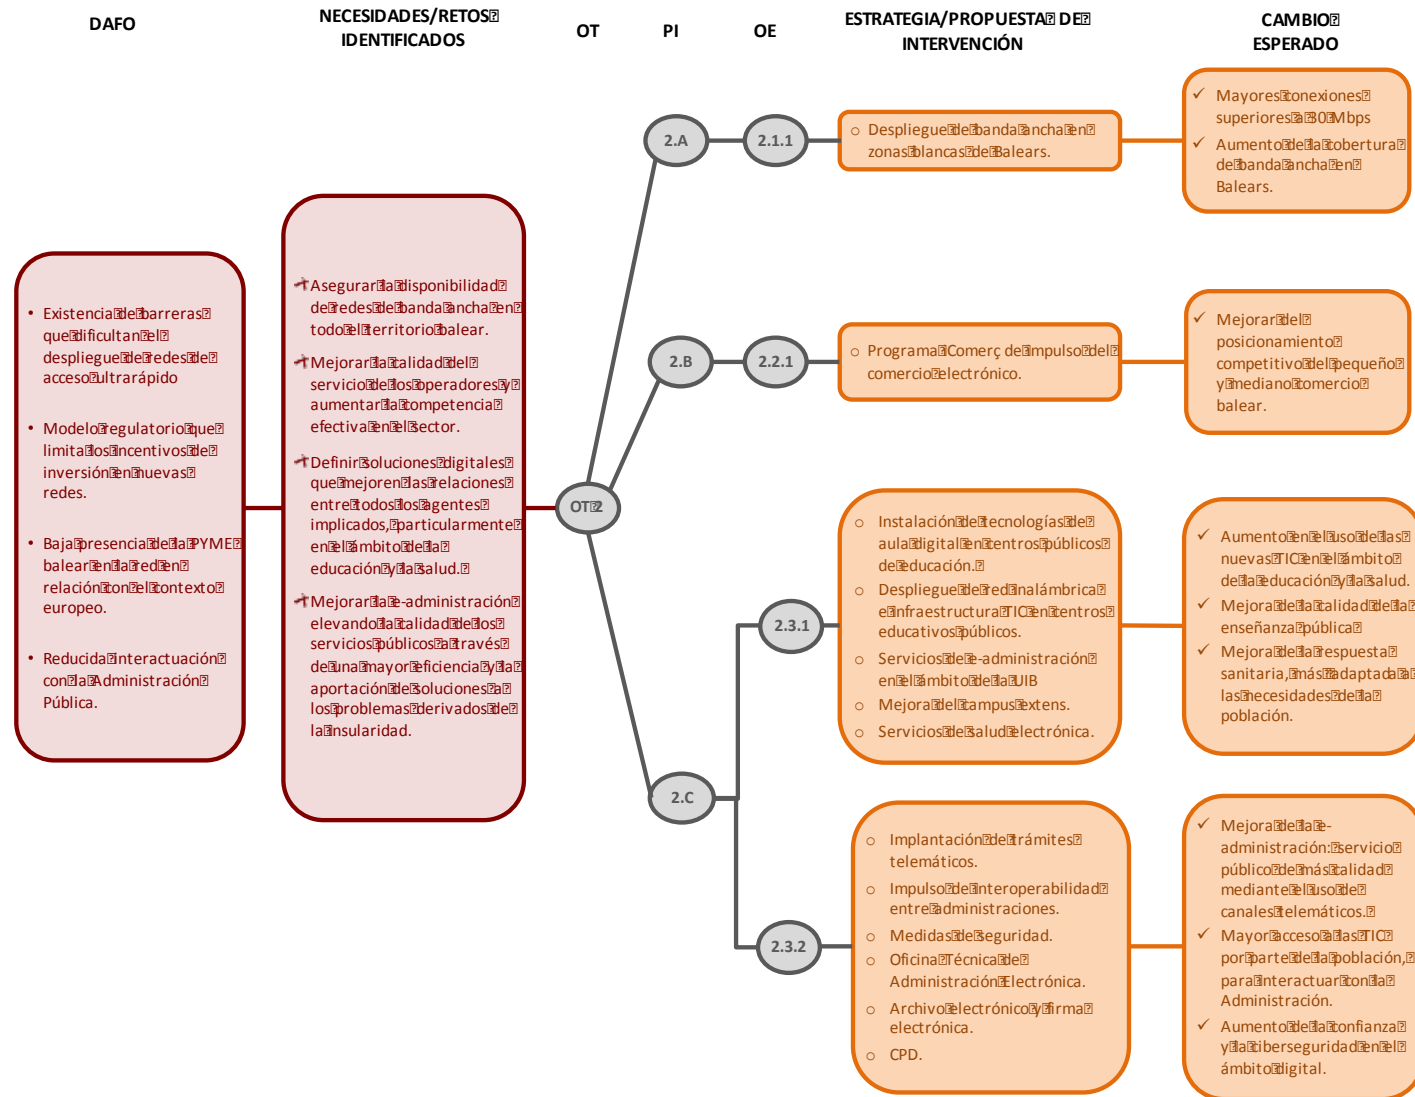 DAFO
NECESIDADES/RETOS
IDENTIFICADOS
OT
PI
OE
ESTRATEGIA/PROPUESTA DE
INTERVENCIÓN
CAMBIO
ESPERADO
• Existencia de barreras
que dificultan el
despliegue de redes de
acceso ultrarápido
• Modelo regulatorio que
limita los incentivos de
inversión en nuevas
redes.
• Baja presencia de la PYME
balear en la red en
relación con el contexto
europeo.
• Reducida interactuación
con la Administración
Pública.
Asegurar la disponibilidad
de redes de banda ancha en
todo el territorio balear.
Mejorar la calidad del
servicio de los operadores y
aumentar la competencia
efectiva en el sector.
Definir soluciones digitales
que mejoren las relaciones
entre todos los agentes
implicados, particularmente
en el ámbito de la
educación y la salud.
Mejorar la e-administración
elevando la calidad de los
servicios públicos a través
de una mayor eficiencia y la
aportación de soluciones a
los problemas derivados de
la insularidad.
OT 2
2.A
2.1.1
o Despliegue de banda ancha en
zonas blancas de Balears.
✓ Mayores conexiones
superiores a 30 Mbps
✓ Aumento de la cobertura
de banda ancha en
Balears.
2.B
2.2.1
o Programa Comerç de impulso del
comercio electrónico.
✓ Mejorar del
posicionamiento
competitivo del pequeño
y mediano comercio
balear.
2.C
2.3.1
o Instalación de tecnologías de
aula digital en centros públicos
de educación.
o Despliegue de red inalámbrica
e infraestructura TIC en centros
educativos públicos.
o Servicios de e-administración
en el ámbito de la UIB
o Mejora del campus extens.
o Servicios de salud electrónica.
✓ Aumento en el uso de las
nuevas TIC en el ámbito
de la educación y la salud.
✓ Mejora de la calidad de la
enseñanza pública
✓ Mejora de la respuesta
sanitaria, más adaptada a
las necesidades de la
población.
2.3.2
o Implantación de trámites
telemáticos.
o Impulso de interoperabilidad
entre administraciones.
o Medidas de seguridad.
o Oficina Técnica de
Administración Electrónica.
o Archivo electrónico y firma
electrónica.
o CPD.
✓ Mejora de la e-
administración: servicio
público de más calidad
mediante el uso de
canales telemáticos.
✓ Mayor acceso a las TIC
por parte de la población,
para interactuar con la
Administración.
✓ Aumento de la confianza
y la ciberseguridad en el
ámbito digital.